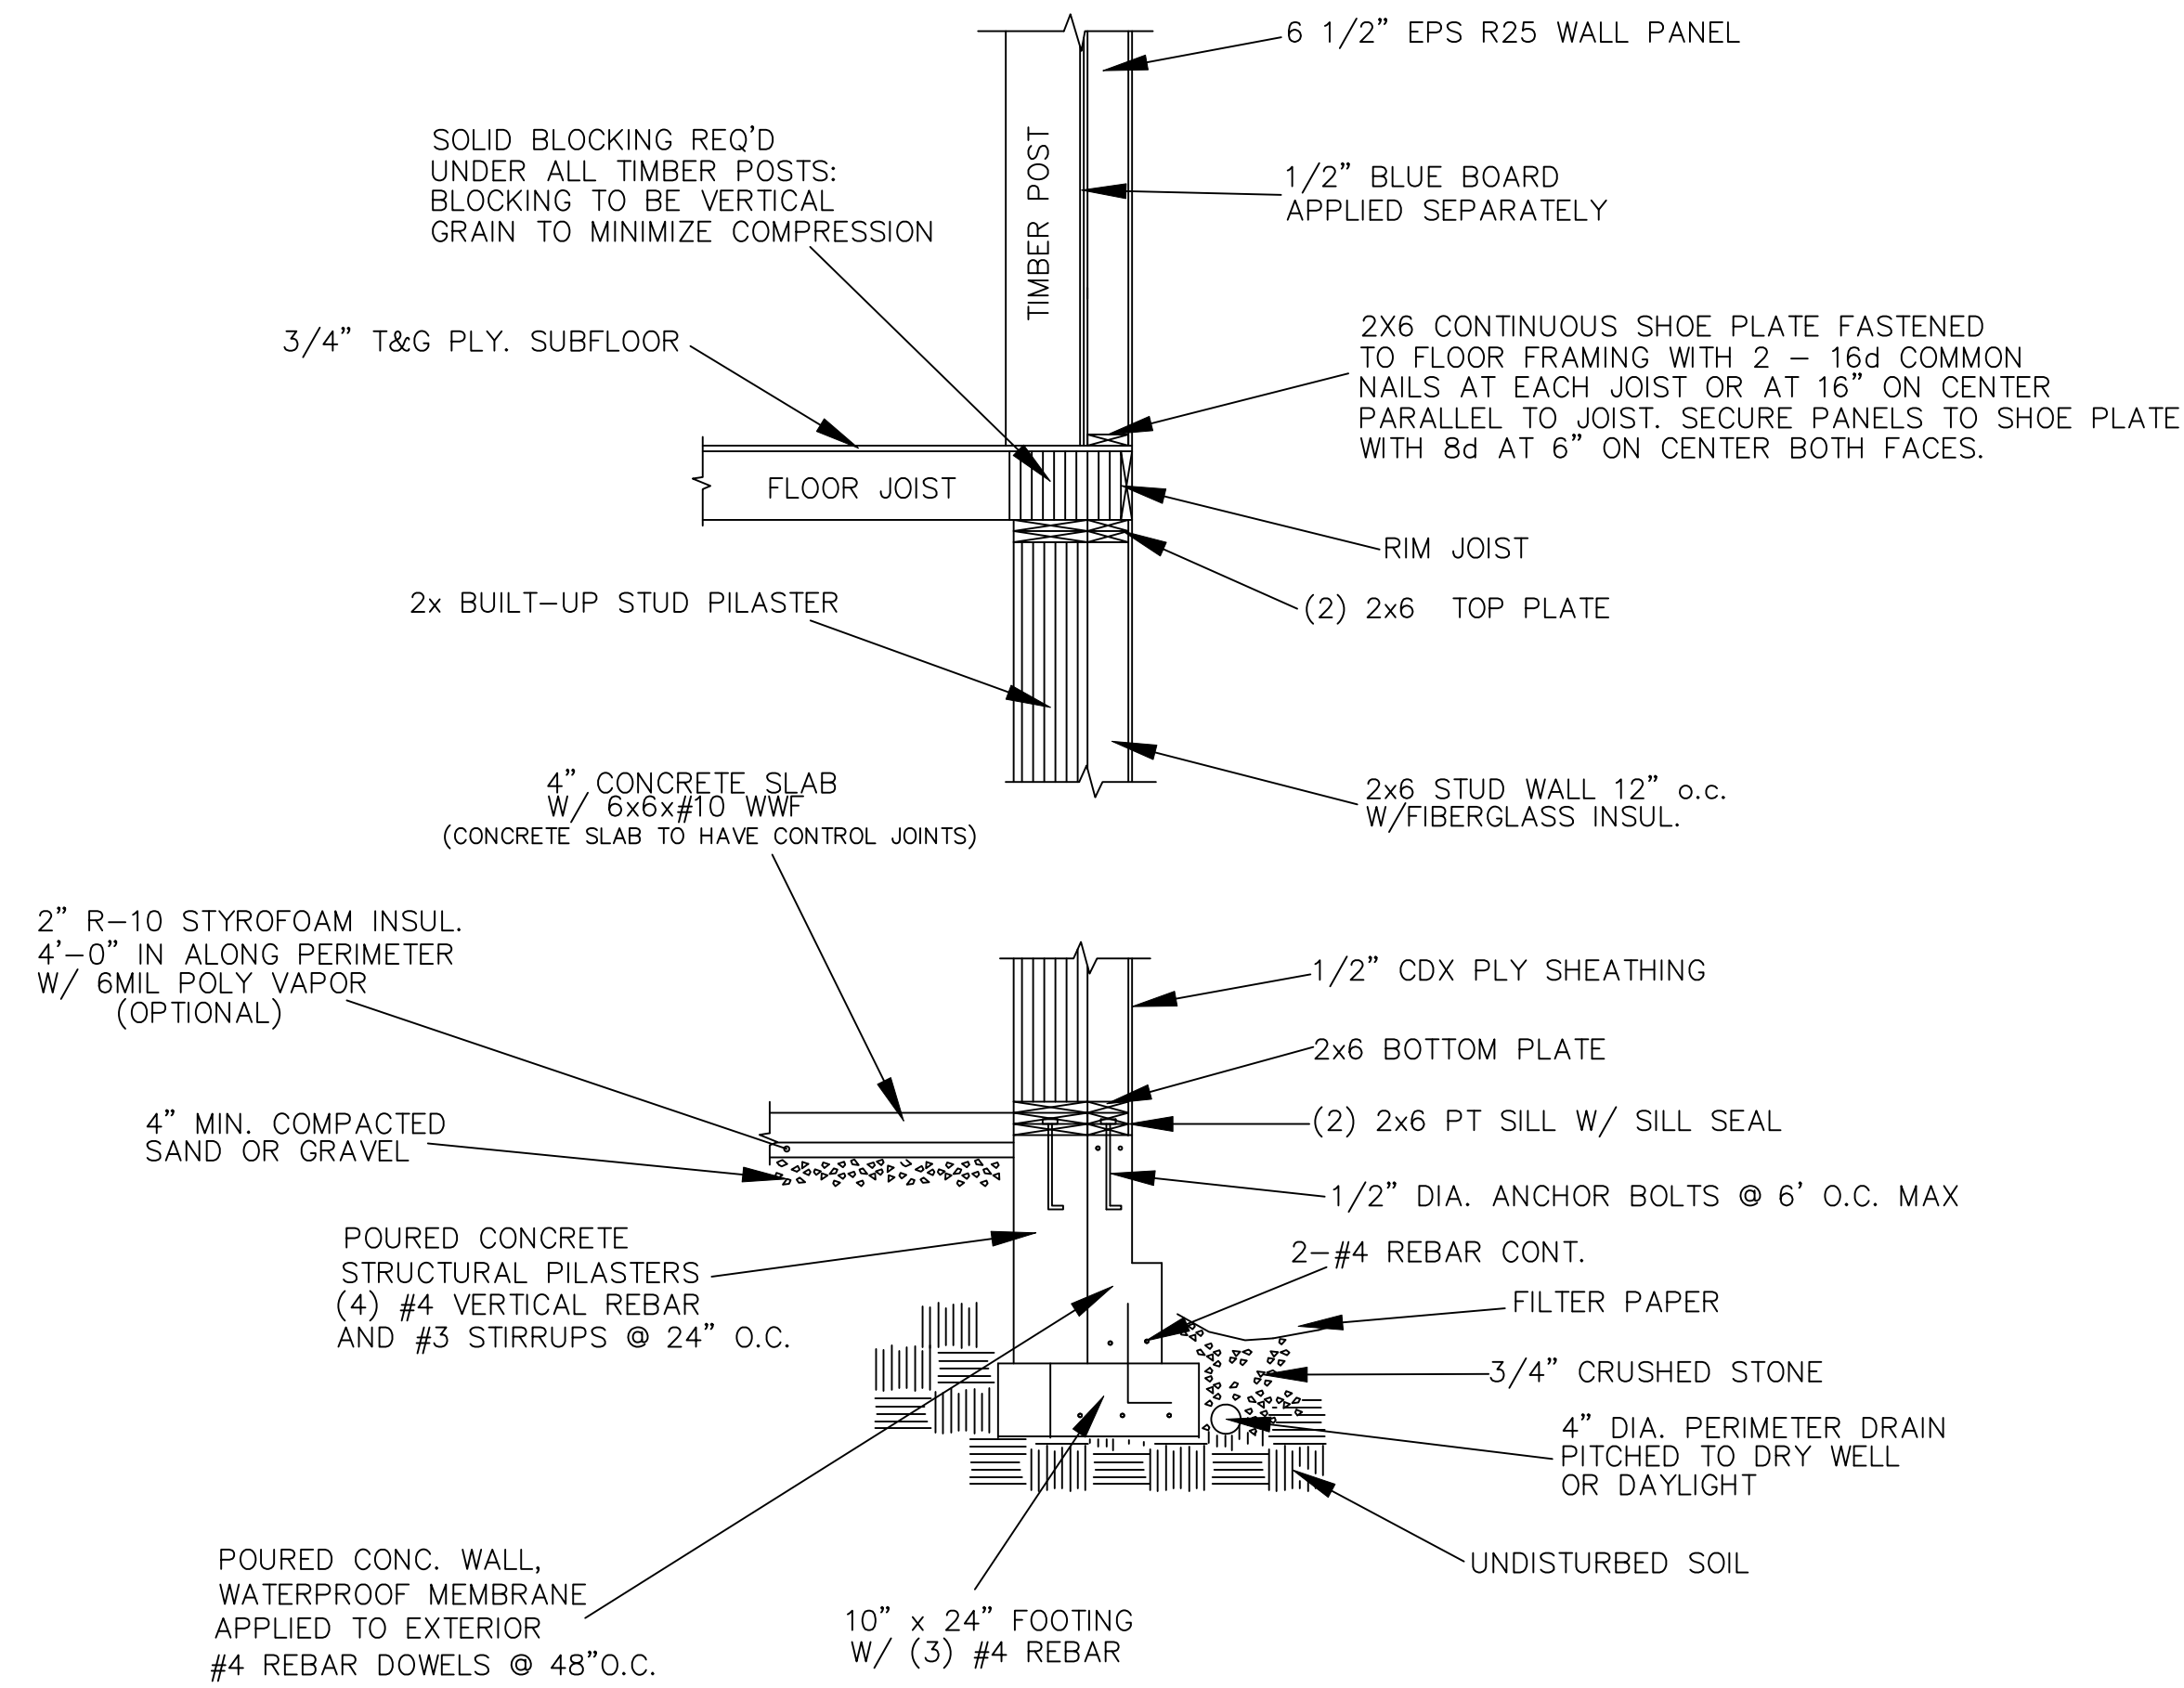 6 1/2" EPS R25 WALL PANEL
SOLID BLOCKING REQ'D
UNDER ALL TIMBER POSTS:
BLOCKING TO BE VERTICAL
GRAIN TO MINIMIZE COMPRESSION
TIMBER POST
1/2" BLUE BOARD
APPLIED SEPARATELY
3/4" T&G PLY. SUBFLOOR
2X6 CONTINUOUS SHOE PLATE FASTENED
TO FLOOR FRAMING WITH 2 – 16d COMMON
NAILS AT EACH JOIST OR AT 16" ON CENTER
PARALLEL TO JOIST. SECURE PANELS TO SHOE PLATE
WITH 8d AT 6" ON CENTER BOTH FACES.
FLOOR JOIST
RIM JOIST
2x BUILT–UP STUD PILASTER
(2) 2x6 TOP PLATE
4" CONCRETE SLAB
W/ 6x6x#10 WWF
(CONCRETE SLAB TO HAVE CONTROL JOINTS)
2x6 STUD WALL 12" o.c.
W/FIBERGLASS INSUL.
2" R–10 STYROFOAM INSUL.
4'–0" IN ALONG PERIMETER
W/ 6MIL POLY VAPOR
(OPTIONAL)
1/2" CDX PLY SHEATHING
2x6 BOTTOM PLATE
4" MIN. COMPACTED
SAND OR GRAVEL
(2) 2x6 PT SILL W/ SILL SEAL
1/2" DIA. ANCHOR BOLTS @ 6' O.C. MAX
POURED CONCRETE
STRUCTURAL PILASTERS
(4) #4 VERTICAL REBAR
AND #3 STIRRUPS @ 24" O.C.
2–#4 REBAR CONT.
FILTER PAPER
3/4" CRUSHED STONE
4" DIA. PERIMETER DRAIN
PITCHED TO DRY WELL
OR DAYLIGHT
UNDISTURBED SOIL
POURED CONC. WALL,
WATERPROOF MEMBRANE
APPLIED TO EXTERIOR
#4 REBAR DOWELS @ 48"O.C.
10" x 24" FOOTING
W/ (3) #4 REBAR